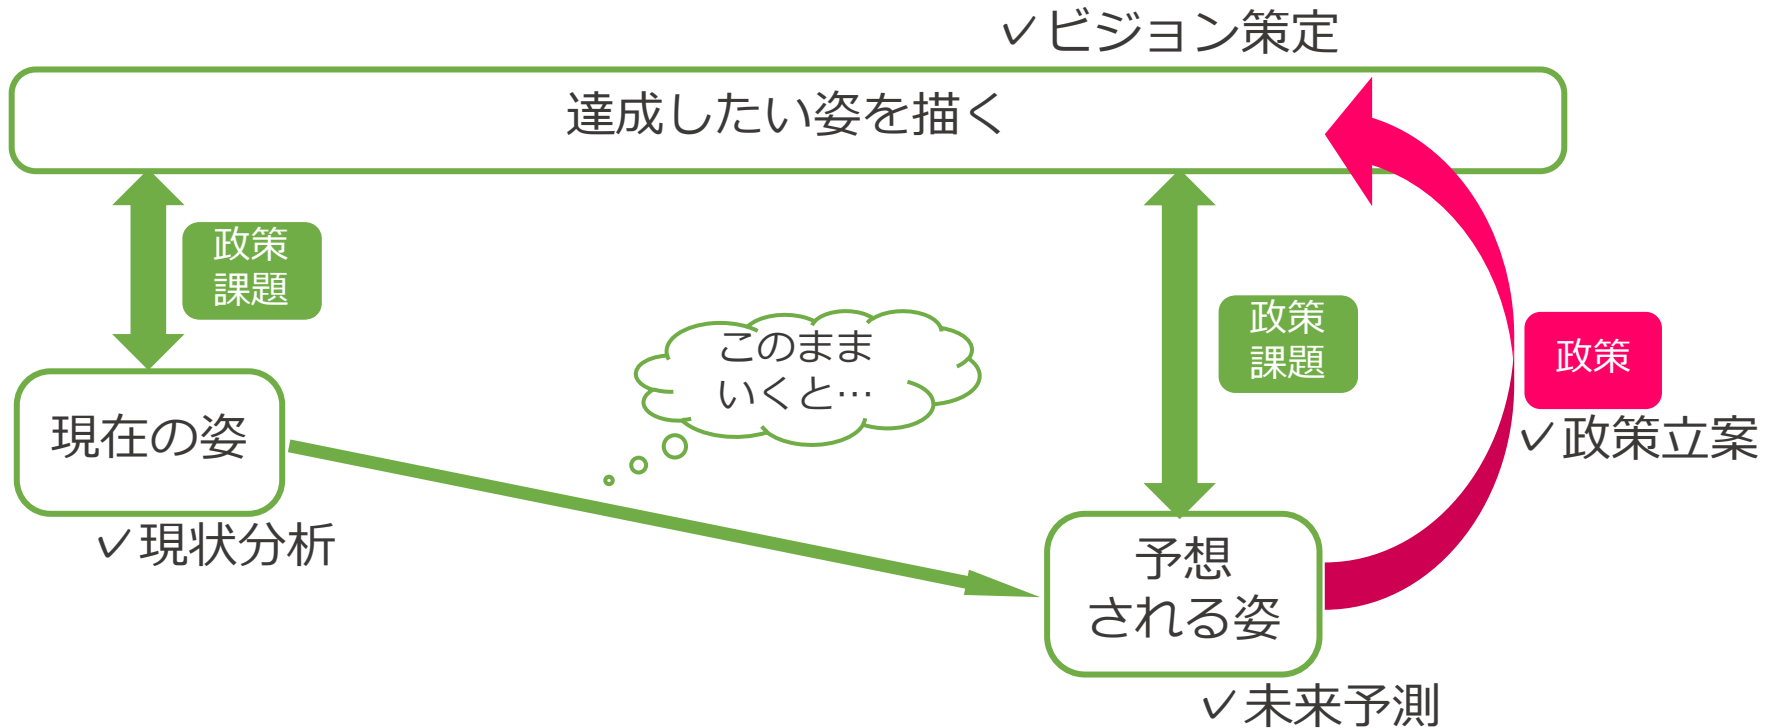 ✓ビジョン策定
達成したい姿を描く
政策
課題
このまま
いくと…
政策
課題
政策
✓政策立案
現在の姿
✓現状分析
予想
される姿
✓未来予測